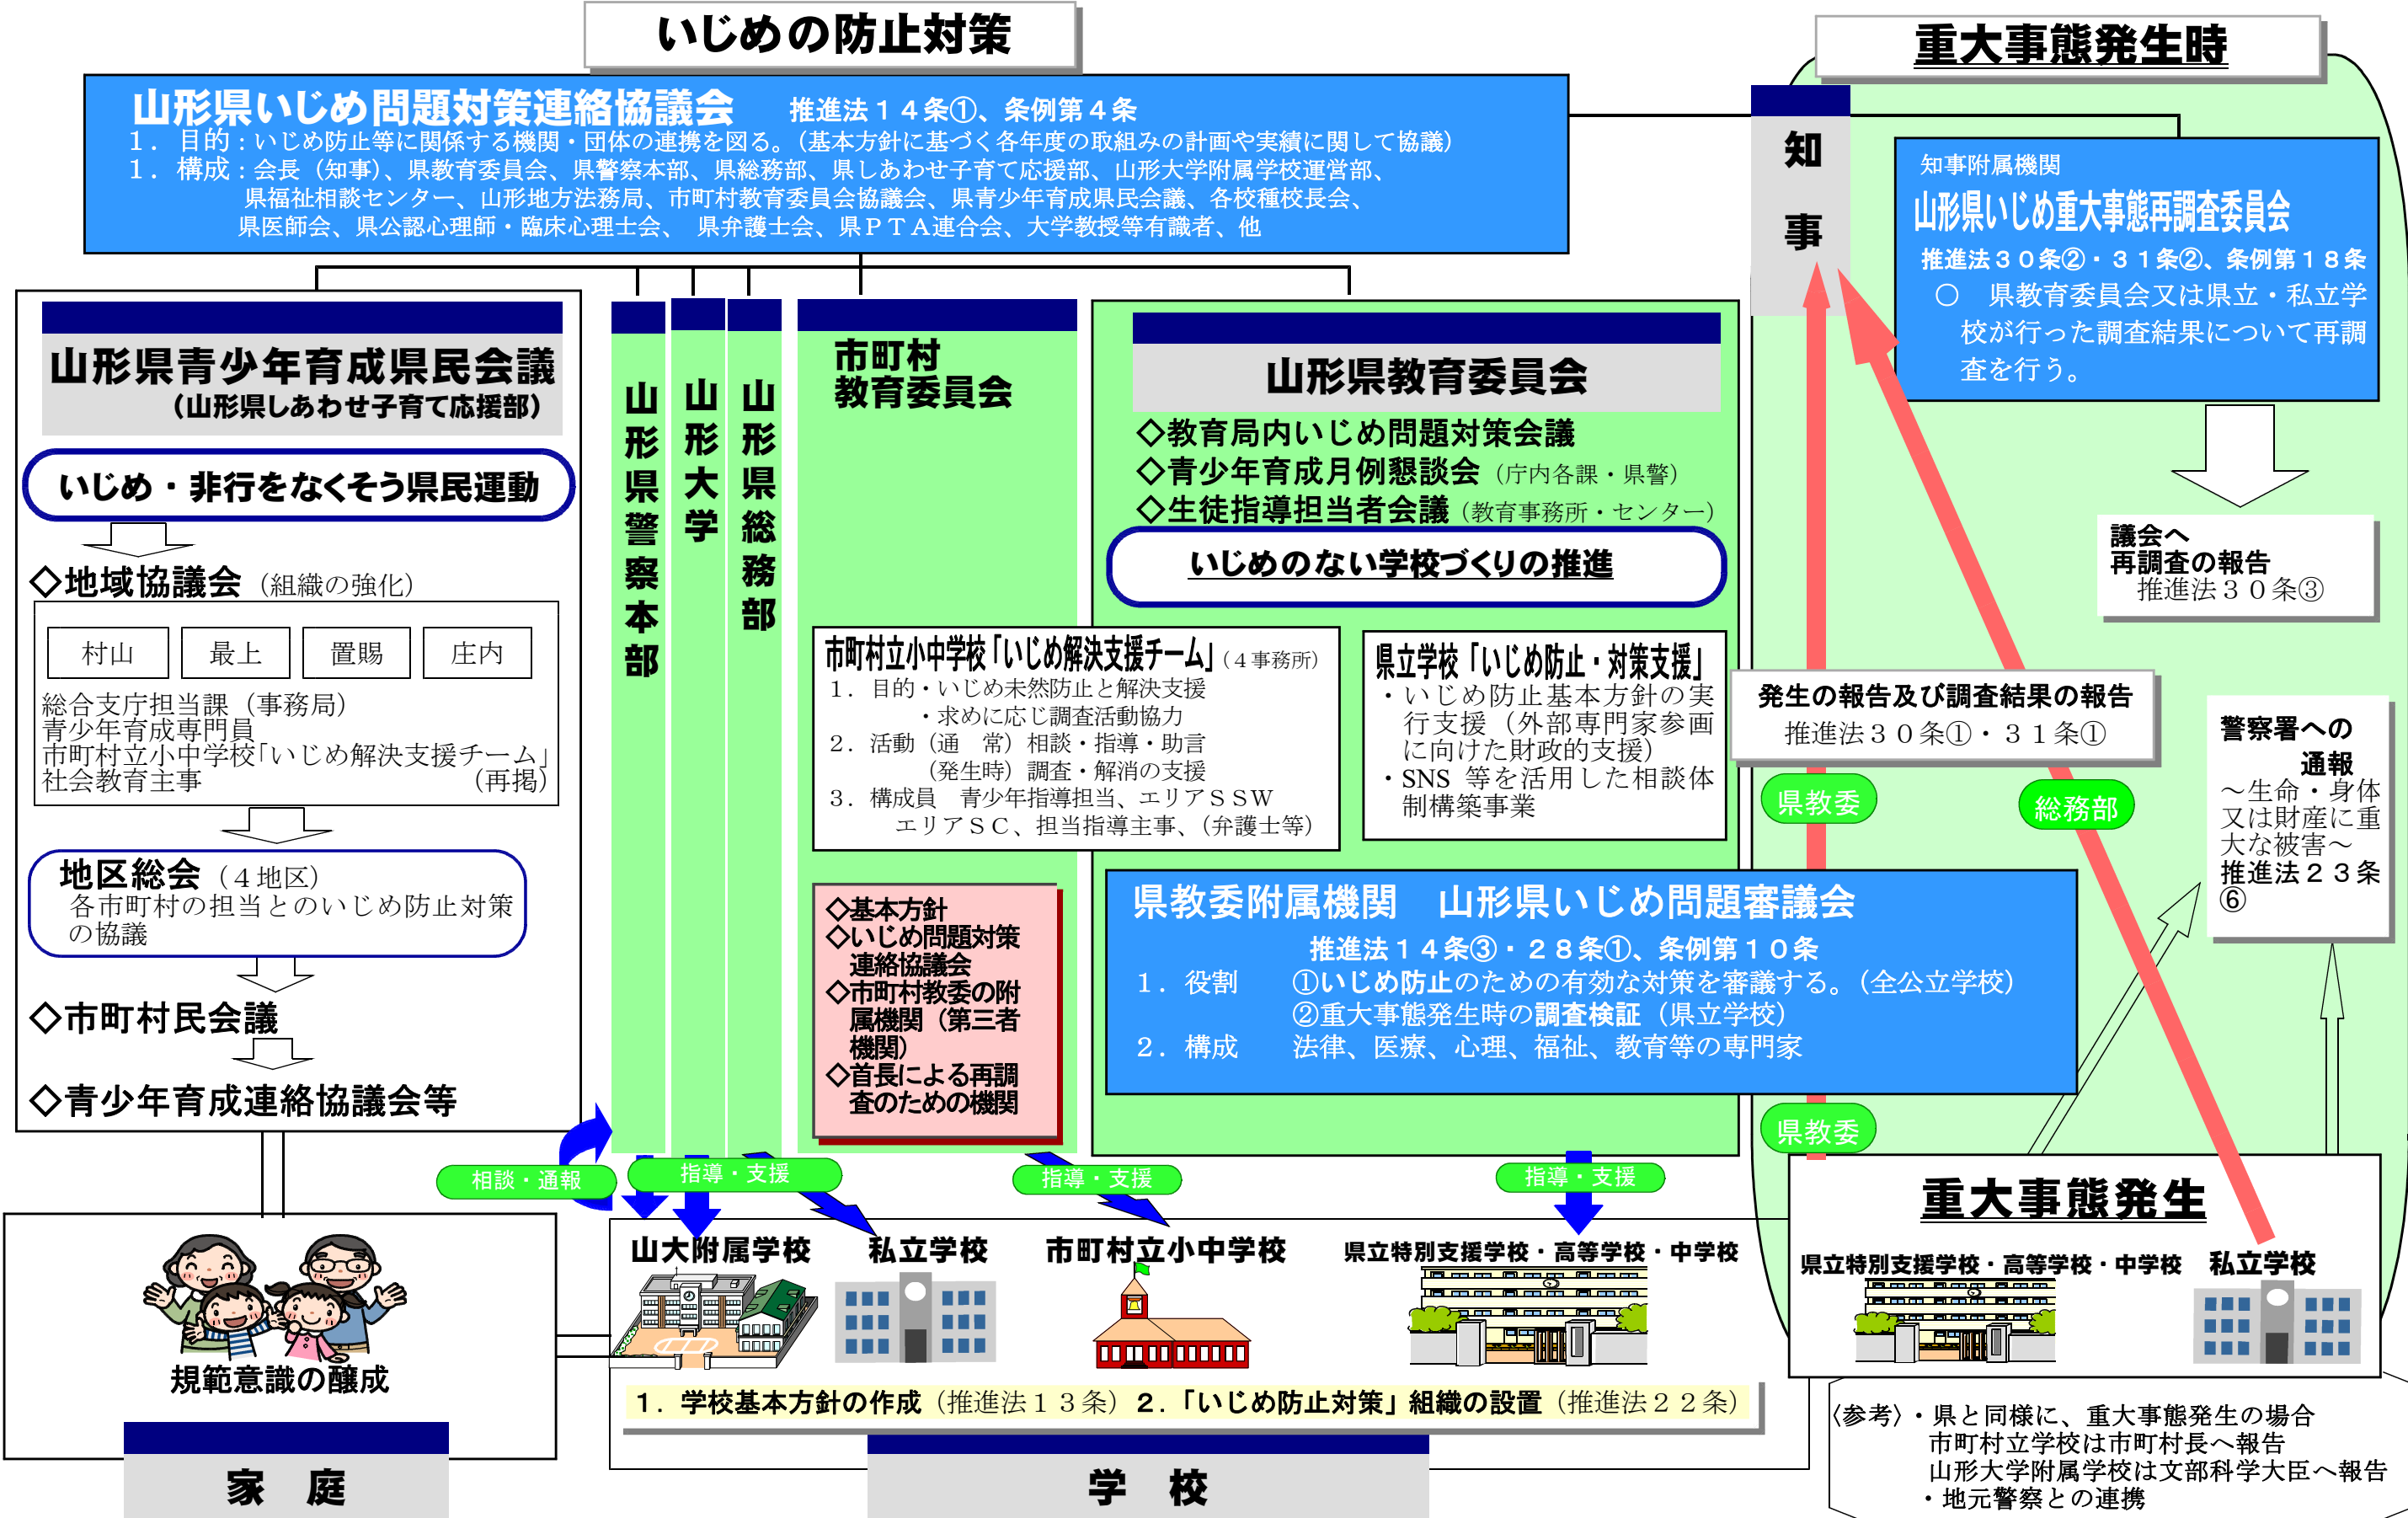 いじめの防止対策
山形県いじめ問題対策連絡協議会　推進法１４条①、条例第４条
１．目的：いじめ防止等に関係する機関・団体の連携を図る。（基本方針に基づく各年度の取組みの計画や実績に関して協議）
１．構成：会長（知事）、県教育委員会、県警察本部、県総務部、県しあわせ子育て応援部、山形大学附属学校運営部、
県福祉相談センター、山形地方法務局、市町村教育委員会協議会、県青少年育成県民会議、各校種校長会、
県医師会、県公認心理師・臨床心理士会、　県弁護士会、県ＰＴＡ連合会、大学教授等有識者、他
山形県青少年育成県民会議
（山形県しあわせ子育て応援部）
いじめ・非行をなくそう県民運動
◇地域協議会（組織の強化）
村山　最上　置賜　庄内
総合支庁担当課（事務局）
青少年育成専門員
市町村立小中学校「いじめ解決支援チーム」
社会教育主事　（再掲）
地区総会（４地区）
各市町村の担当とのいじめ防止対策
の協議
◇市町村民会議
◇青少年育成連絡協議会等
山形県警察本部
山形大学
山形県総務部
市町村
教育委員会
山形県教育委員会
◇教育局内いじめ問題対策会議
◇青少年育成月例懇談会（庁内各課・県警）
◇生徒指導担当者会議（教育事務所・センター）
いじめのない学校づくりの推進
市町村立小中学校「いじめ解決支援チーム」（４事務所）
１．目的・いじめ未然防止と解決支援
・求めに応じ調査活動協力
２．活動（通　常）相談・指導・助言
（発生時）調査・解消の支援
３．構成員　青少年指導担当、エリアＳＳＷ
エリアＳＣ、担当指導主事、（弁護士等）
県立学校「いじめ防止・対策支援」
・いじめ防止基本方針の実
行支援（外部専門家参画
に向けた財政的支援）
・SNS 等を活用した相談体
制構築事業
◇基本方針
◇いじめ問題対策
連絡協議会
◇市町村教委の附
属機関（第三者
機関）
◇首長による再調
査のための機関
県教委附属機関　山形県いじめ問題審議会
推進法１４条③・２８条①、条例第１０条
１．役割　①いじめ防止のための有効な対策を審議する。（全公立学校）
②重大事態発生時の調査検証（県立学校）
２．構成　法律、医療、心理、福祉、教育等の専門家
重大事態発生時
知事
知事附属機関
山形県いじめ重大事態再調査委員会
推進法３０条②・３１条②、条例第１８条
○　県教育委員会又は県立・私立学
校が行った調査結果について再調
査を行う。
議会へ
再調査の報告
推進法３０条③
発生の報告及び調査結果の報告
推進法３０条①・３１条①
県教委
総務部
警察署への
通報
～生命・身体
又は財産に重
大な被害～
推進法２３条
⑥
県教委
相談・通報
指導・支援
指導・支援
指導・支援
規範意識の醸成
家　庭
山大附属学校
私立学校
市町村立小中学校
県立特別支援学校・高等学校・中学校
１．学校基本方針の作成（推進法１３条）２．「いじめ防止対策」組織の設置（推進法２２条）
学　校
重大事態発生
県立特別支援学校・高等学校・中学校
私立学校
〈参考〉・県と同様に、重大事態発生の場合
市町村立学校は市町村長へ報告
山形大学附属学校は文部科学大臣へ報告
・地元警察との連携